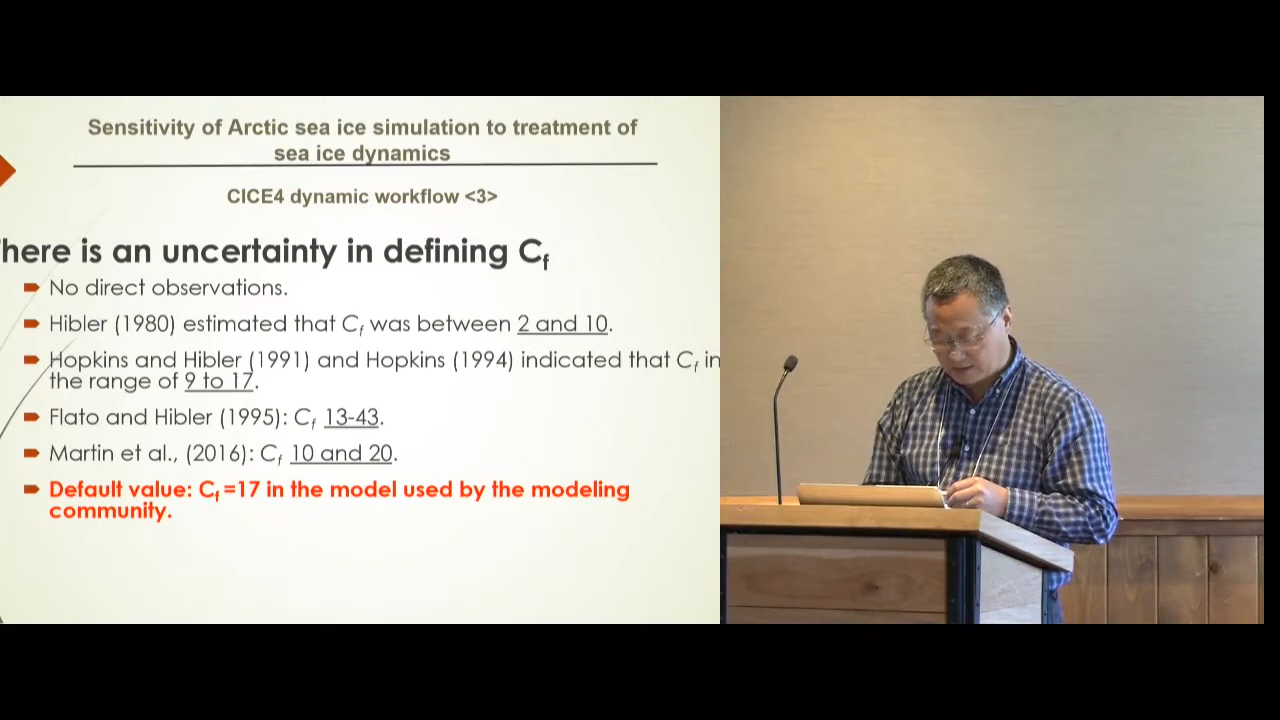 Sensitivity of Arctic sea ice simulation to treatment of
sea ice dynamics
CICE4 dynamic workflow <3>
here is an uncertainty in defining Cf
No direct observations.
Hibler (1980) estimated that Cf was between 2 and 10.
Hopkins and Hibler (1991) and Hopkins (1994) indicated that Cf in
the range of 9 to 17.
Flato and Hibler (1995): Cf 13-43.
Martin et al., (2016): Cf 10 and 20.
Default value: Cf =17 in the model used by the modeling
community.